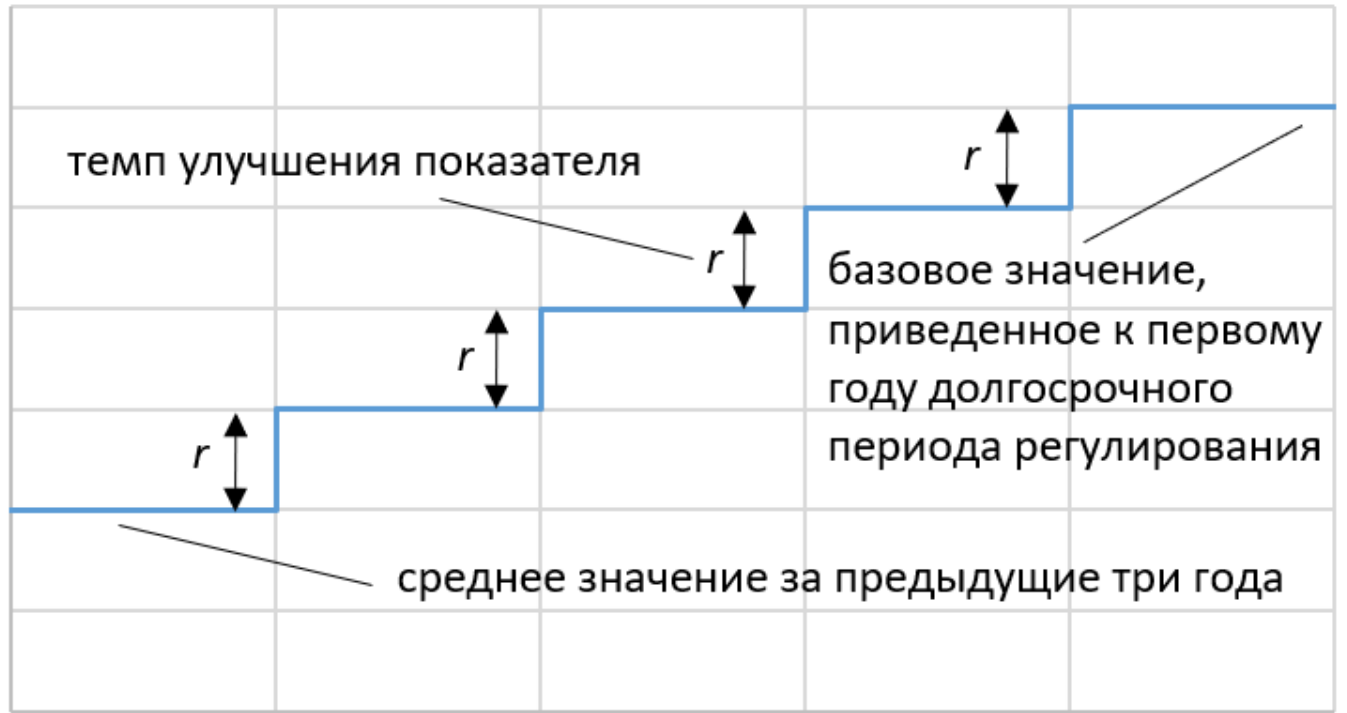 r
темп улучшения показателя
r
базовое значение,
приведенное к первому
году долгосрочного
периода регулирования
r
r
среднее значение за предыдущие три года